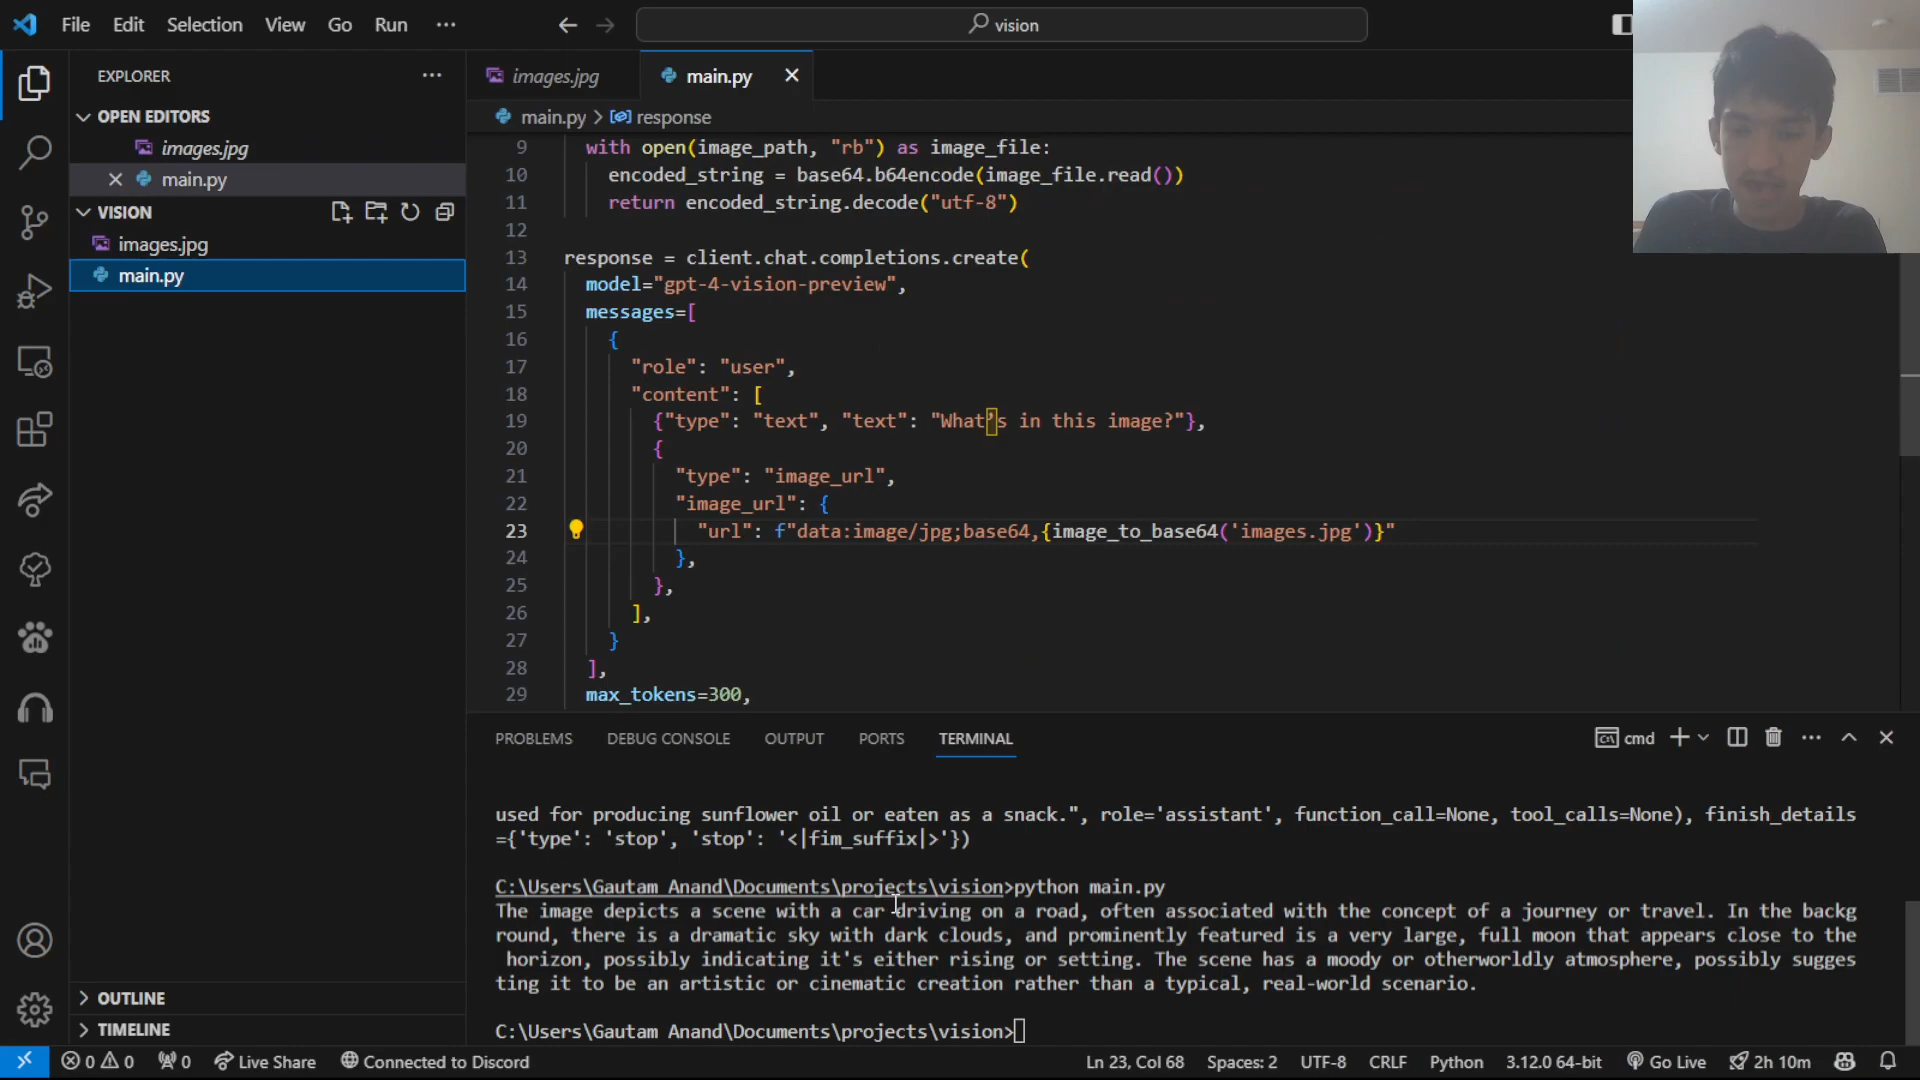 File Edit Selection View Go Run ··· vision
EXPLORER ···
OPEN EDITORS
images.jpg
main.py
VISION
images.jpg
main.py
OUTLINE
TIMELINE
images.jpg main.py
main.py > response
9 with open(image_path, "rb") as image_file:
10 encoded_string = base64.b64encode(image_file.read())
11 return encoded_string.decode("utf-8")
12
13 response = client.chat.completions.create(
14 model="gpt-4-vision-preview",
15 messages=[
16 {
17 "role": "user",
18 "content": [
19 {"type": "text", "text": "What’s in this image?"},
20 {
21 "type": "image_url",
22 "image_url": {
23 "url": f"data:image/jpg;base64,{image_to_base64('images.jpg')}"
24 },
25 },
26 ],
27 }
28 ],
29 max_tokens=300,
PROBLEMS DEBUG CONSOLE OUTPUT PORTS TERMINAL cmd
used for producing sunflower oil or eaten as a snack.", role='assistant', function_call=None, tool_calls=None), finish_details
={'type': 'stop', 'stop': '<|fim_suffix|>'})
C:\Users\Gautam Anand\Documents\projects\vision>python main.py
The image depicts a scene with a car driving on a road, often associated with the concept of a journey or travel. In the backg
round, there is a dramatic sky with dark clouds, and prominently featured is a very large, full moon that appears close to the
horizon, possibly indicating it's either rising or setting. The scene has a moody or otherworldly atmosphere, possibly sugges
ting it to be an artistic or cinematic creation rather than a typical, real-world scenario.
C:\Users\Gautam Anand\Documents\projects\vision>
0 0 0 Live Share Connected to Discord Ln 23, Col 68 Spaces: 2 UTF-8 CRLF Python 3.12.0 64-bit Go Live 2h 10m